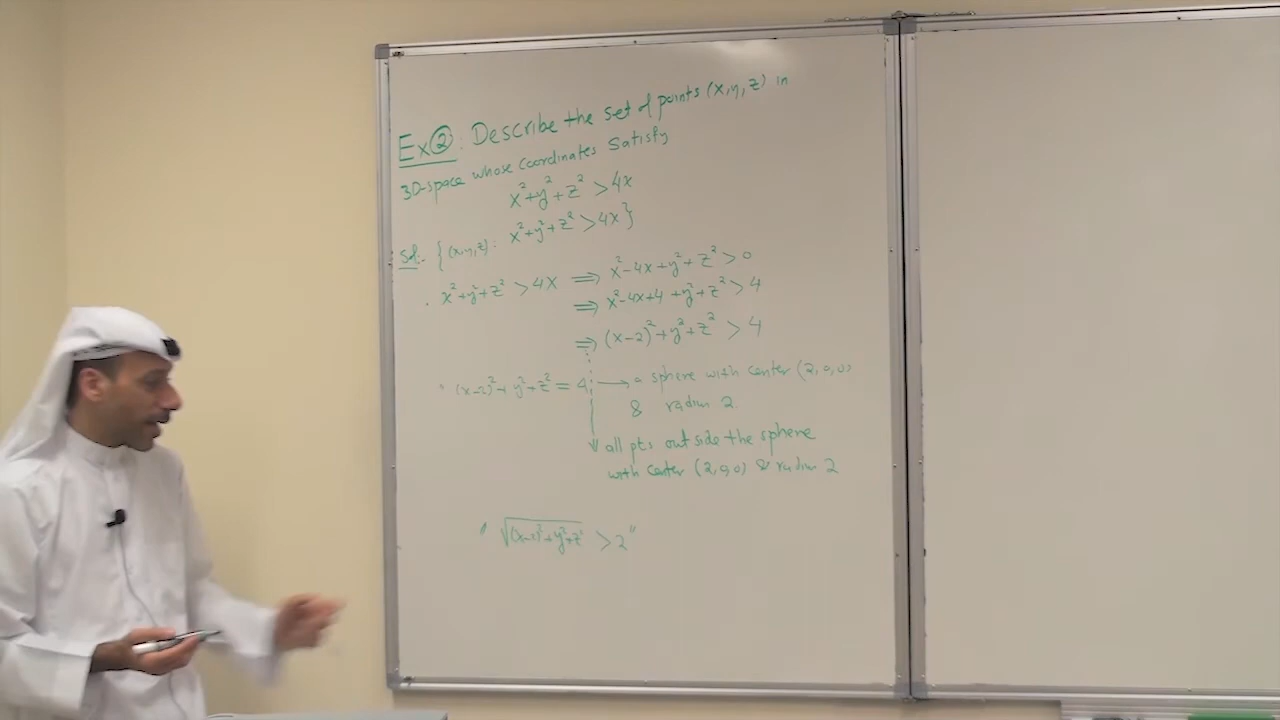 Ex② . Describe the set of points (x,y,z) in
3D-space whose coordinates satisfy
x²+y²+z² >4x
Sol:- {(x,y,z): x²+y²+z² >4x}
. x²+y²+z² >4x ⟹ x²-4x+y²+z²>0
⟹ x²-4x+4 +y²+z²>4
⟹ (x-2)²+y²+z² >4
" (x-2)²+y²+z²=4 → a sphere with center (2,0,0)
& radius 2.
↓ all pts outside the sphere
with center (2,0,0) & radius 2
" √(x-2)²+y²+z² >2"